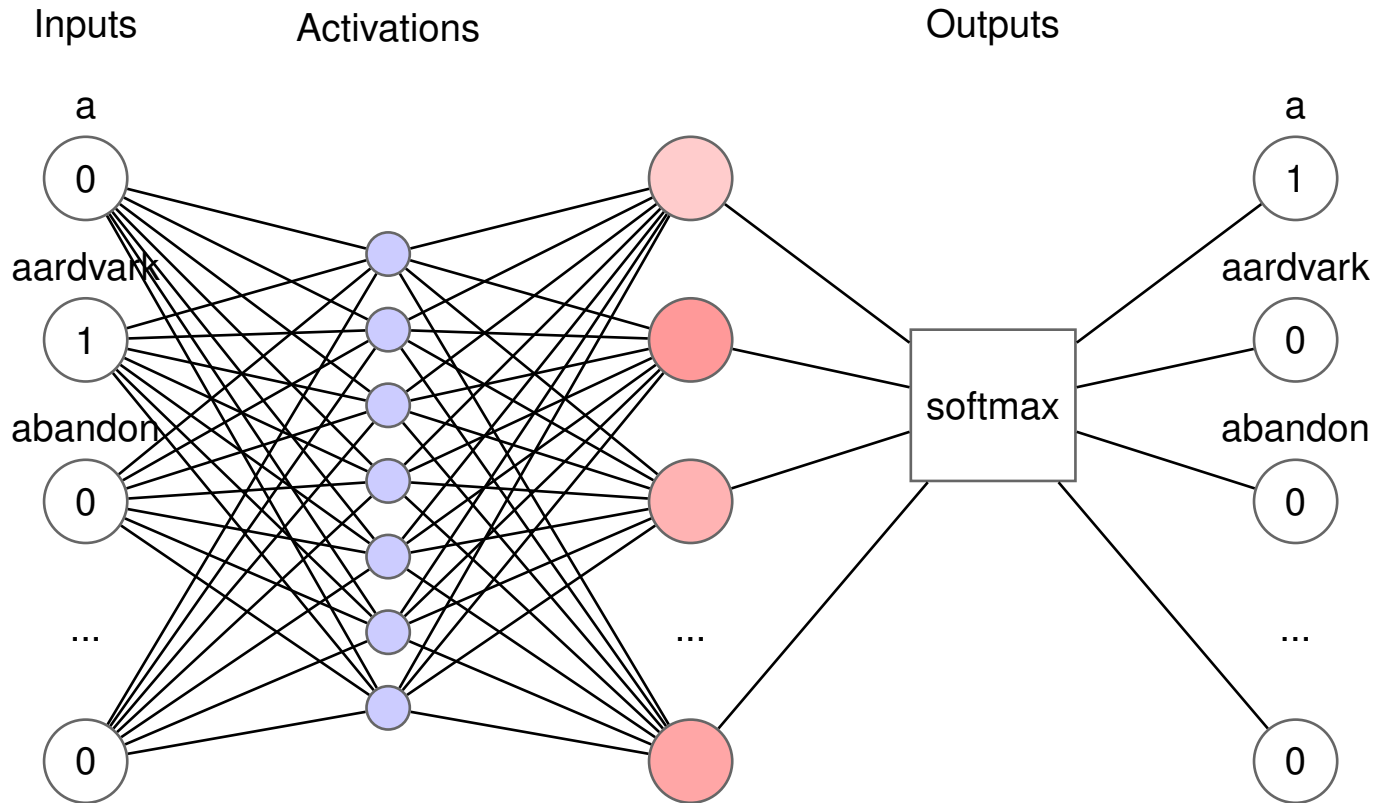 Inputs
Activations
Outputs
a
a
0
1
aardvark
aardvark
1
0
softmax
abandon
abandon
0
0
...
...
...
0
0